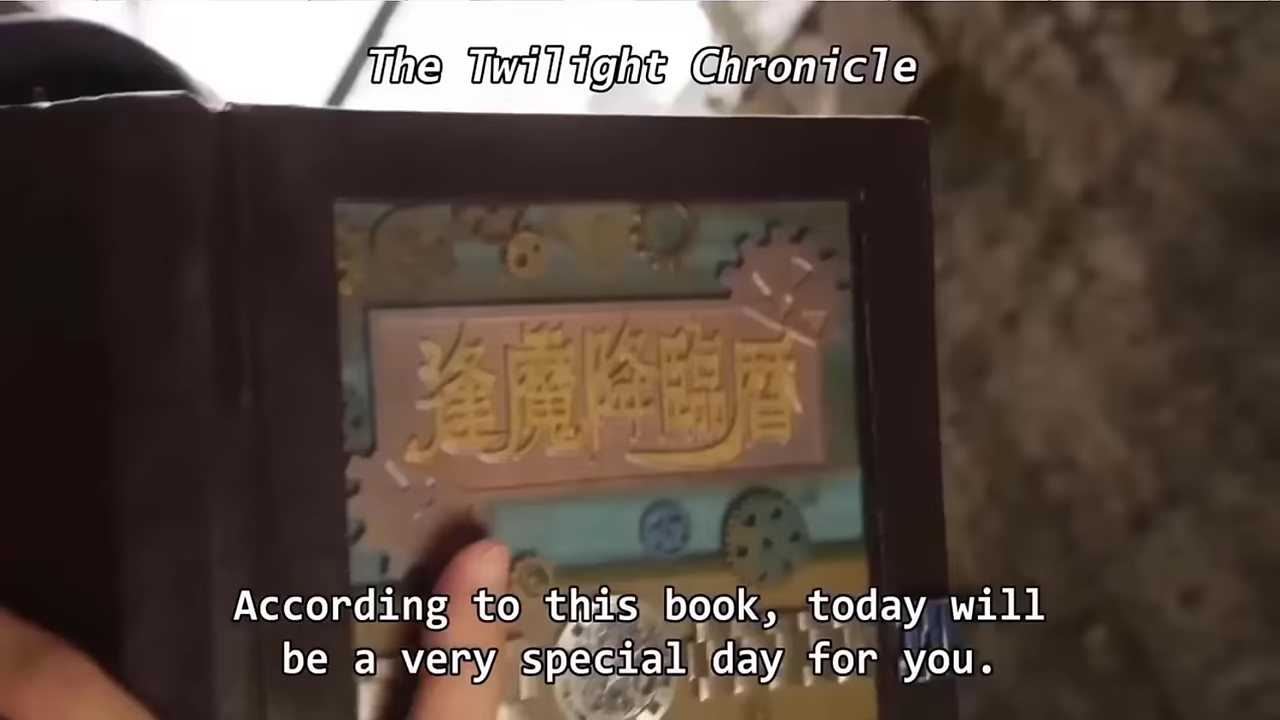 The Twilight Chronicle
逢魔降臨暦
According to this book, today will
be a very special day for you.